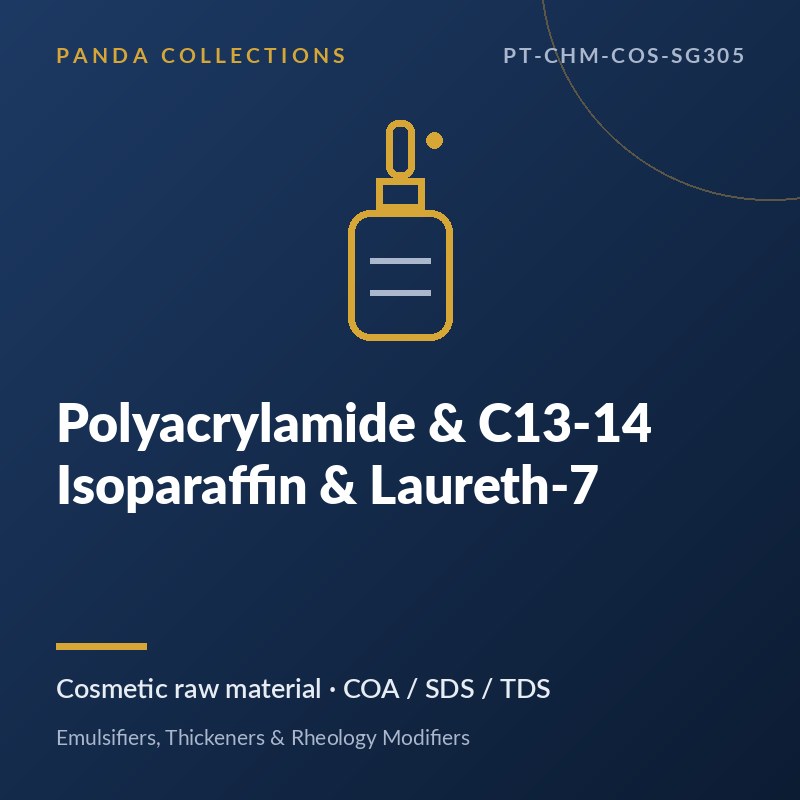 PANDA COLLECTIONS
PT-CHM-COS-SG305
Polyacrylamide & C13-14
Isoparaffin & Laureth-7
Cosmetic raw material · COA / SDS / TDS
Emulsifiers, Thickeners & Rheology Modifiers